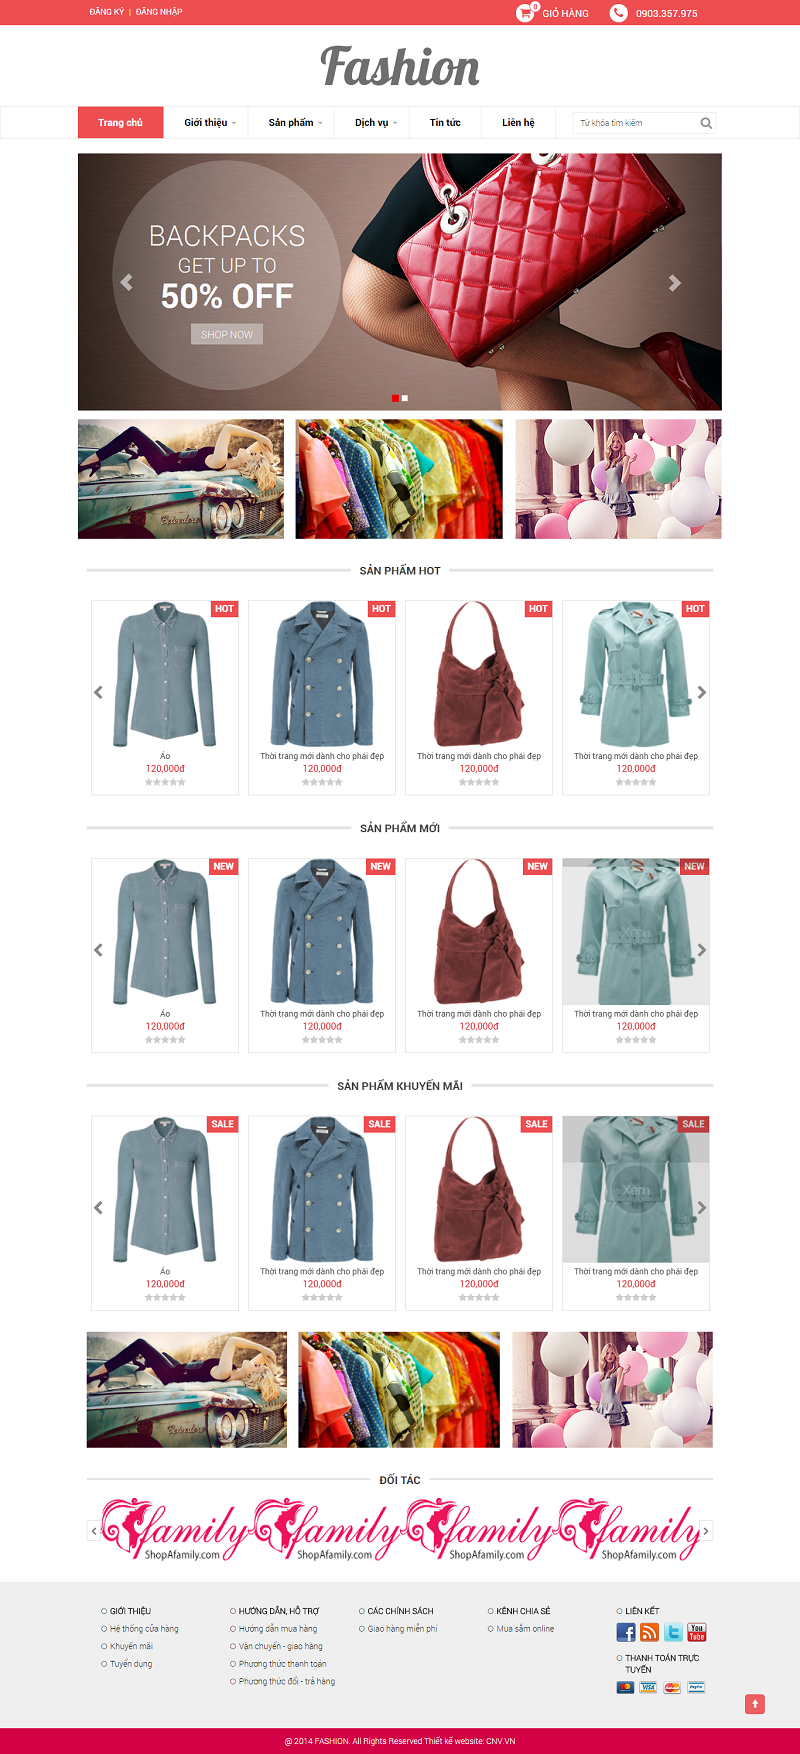 ĐĂNG KÝ | ĐĂNG NHẬP
0 GIỎ HÀNG 0903.357.975
Fashion
Trang chủ Giới thiệu Sản phẩm Dịch vụ Tin tức Liên hệ Từ khóa tìm kiếm
BACKPACKS
GET UP TO
50% OFF
SHOP NOW
Belvedere
SẢN PHẨM HOT
HOT HOT HOT HOT
Áo Thời trang mới dành cho phái đẹp Thời trang mới dành cho phái đẹp Thời trang mới dành cho phái đẹp
120,000đ 120,000đ 120,000đ 120,000đ
SẢN PHẨM MỚI
NEW NEW NEW NEW
Xem
Áo Thời trang mới dành cho phái đẹp Thời trang mới dành cho phái đẹp Thời trang mới dành cho phái đẹp
120,000đ 120,000đ 120,000đ 120,000đ
SẢN PHẨM KHUYẾN MÃI
SALE SALE SALE SALE
Xem
Áo Thời trang mới dành cho phái đẹp Thời trang mới dành cho phái đẹp Thời trang mới dành cho phái đẹp
120,000đ 120,000đ 120,000đ 120,000đ
Belvedere
ĐỐI TÁC
family family family family
ShopAfamily.com ShopAfamily.com ShopAfamily.com ShopAfamily.com
GIỚI THIỆU
Hệ thống cửa hàng
Khuyến mãi
Tuyển dụng
HƯỚNG DẪN, HỖ TRỢ
Hướng dẫn mua hàng
Vận chuyển - giao hàng
Phương thức thanh toán
Phương thức đổi - trả hàng
CÁC CHÍNH SÁCH
Giao hàng miễn phí
KÊNH CHIA SẺ
Mua sắm online
LIÊN KẾT
You Tube
THANH TOÁN TRỰC
TUYẾN
VISA PayPal
@ 2014 FASHION. All Rights Reserved Thiết kế website: CNV.VN